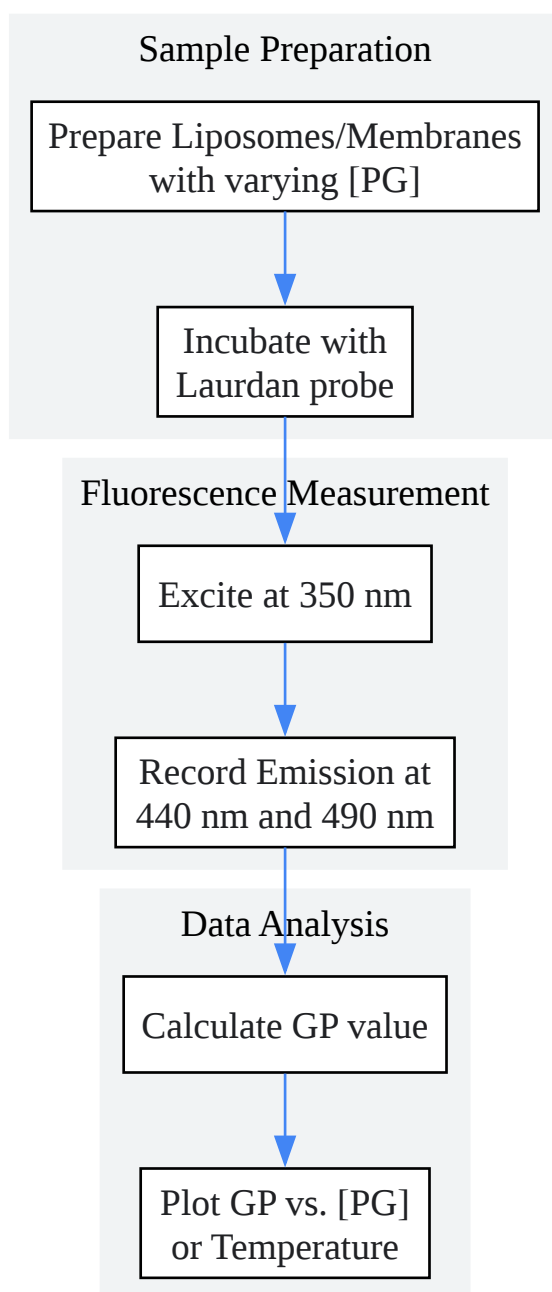 Sample Preparation
Prepare Liposomes/Membranes
with varying [PG]
Incubate with
Laurdan probe
Fluorescence Measurement
Excite at 350 nm
Record Emission at
440 nm and 490 nm
Data Analysis
Calculate GP value
Plot GP vs. [PG]
or Temperature